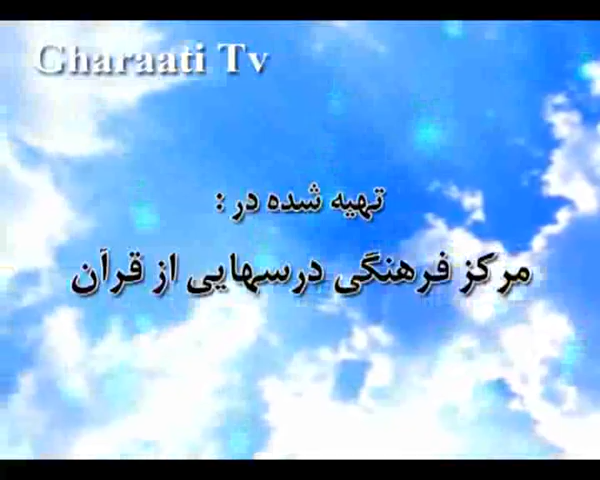 Gharaati Tv
تهیه شده در :
مرکز فرهنگی درسهایی از قرآن